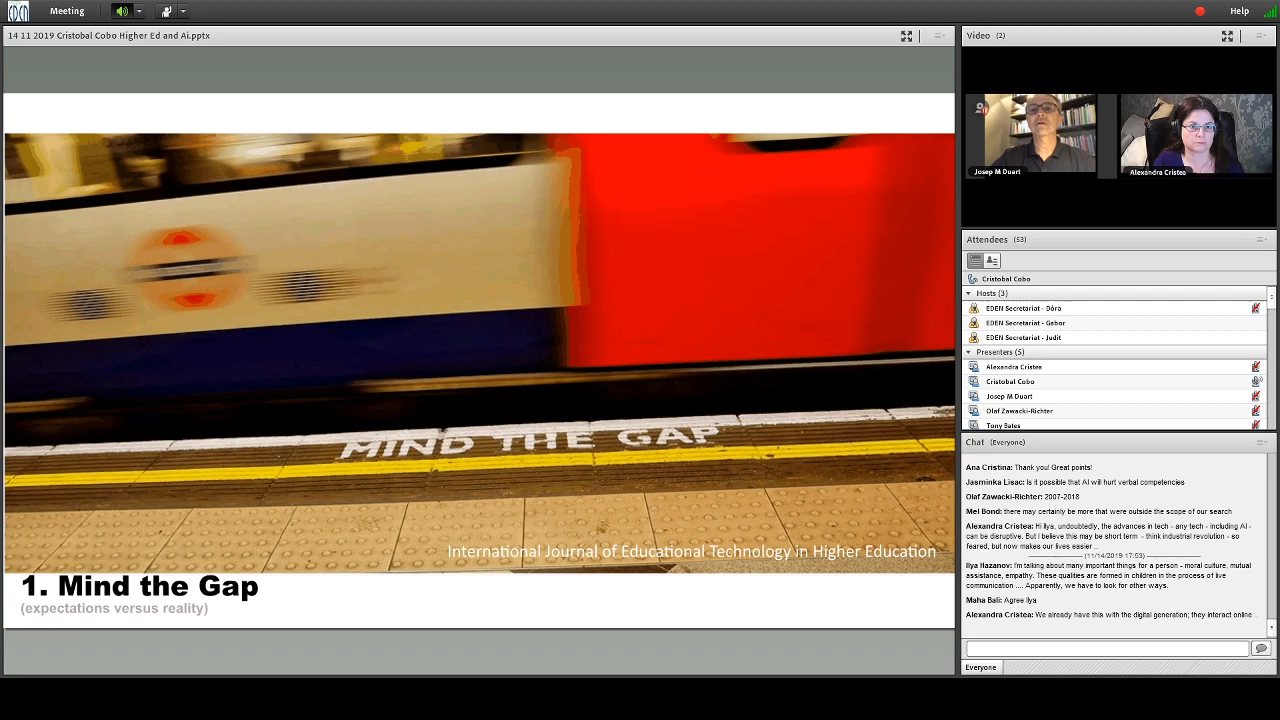 EDEN
Meeting
Help
14 11 2019 Cristobal Cobo Higher Ed and Ai.pptx
MIND THE GAP
International Journal of Educational Technology in Higher Education
1. Mind the Gap
(expectations versus reality)
Video (2)
Josep M Duart
Alexandra Cristea
Attendees (53)
Cristobal Cobo
Hosts (3)
EDEN Secretariat - Dóra
EDEN Secretariat - Gabor
EDEN Secretariat - Judit
Presenters (5)
Alexandra Cristea
Cristobal Cobo
Josep M Duart
Olaf Zawacki-Richter
Tony Bates
Chat (Everyone)
Ana Cristina: Thank you! Great points!
Jasminka Lisac: Is it possible that AI will hurt verbal competencies
Olaf Zawacki-Richter: 2007-2018
Mel Bond: there may certainly be more that were outside the scope of our search
Alexandra Cristea: Hi Ilya, undoubtedly, the advances in tech - any tech - including AI -
can be disruptive. But I believe this may be short term - think industrial revolution - so
feared, but now makes our lives easier ..
(11/14/2019 17:53)
Ilya Hazanov: I'm talking about many important things for a person - moral culture, mutual
assistance, empathy. These qualities are formed in children in the process of live
communication .... Apparently, we have to look for other ways.
Maha Bali: Agree Ilya
Alexandra Cristea: We already have this with the digital generation; they interact online ..
Everyone